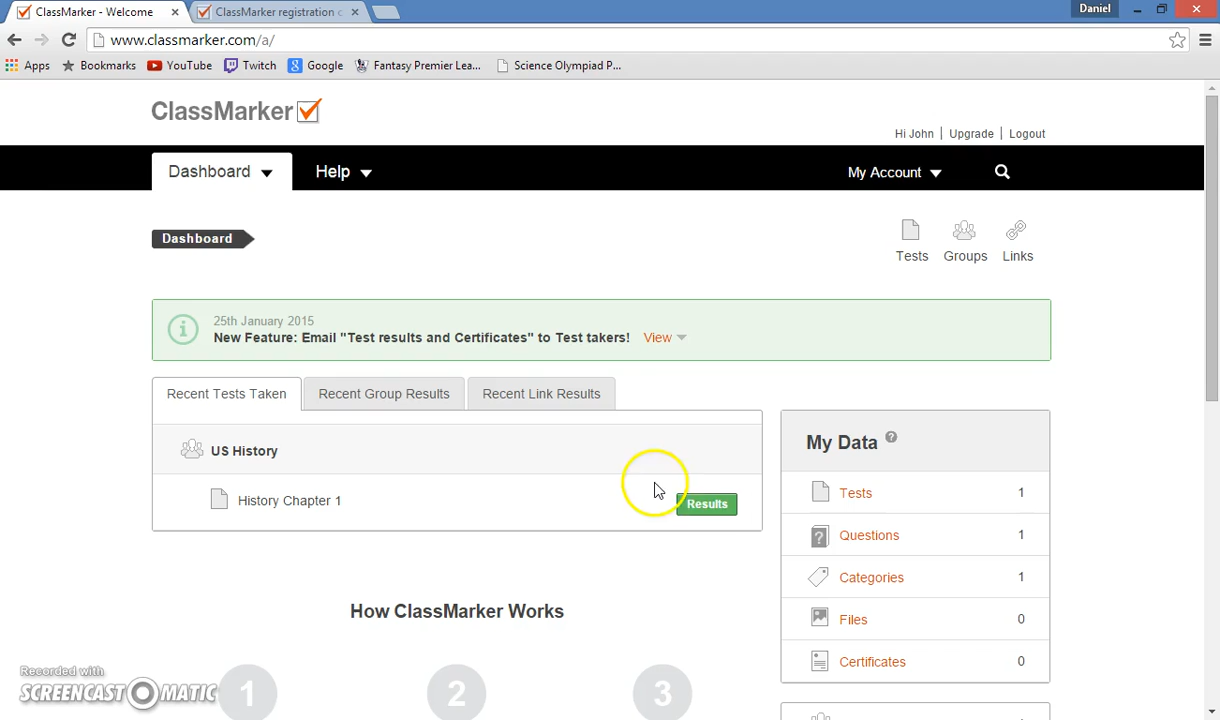 ClassMarker - Welcome
ClassMarker registration c
Daniel
www.classmarker.com/a/
Apps Bookmarks YouTube Twitch Google Fantasy Premier Lea... Science Olympiad P...
ClassMarker
Hi John | Upgrade | Logout
Dashboard Help My Account
Dashboard
Tests Groups Links
25th January 2015
New Feature: Email "Test results and Certificates" to Test takers! View
Recent Tests Taken Recent Group Results Recent Link Results
My Data ?
US History
Tests 1
History Chapter 1 Results
Questions 1
Categories 1
How ClassMarker Works
Files 0
Certificates 0
1 2 3
Recorded with
SCREENCAST-O-MATIC